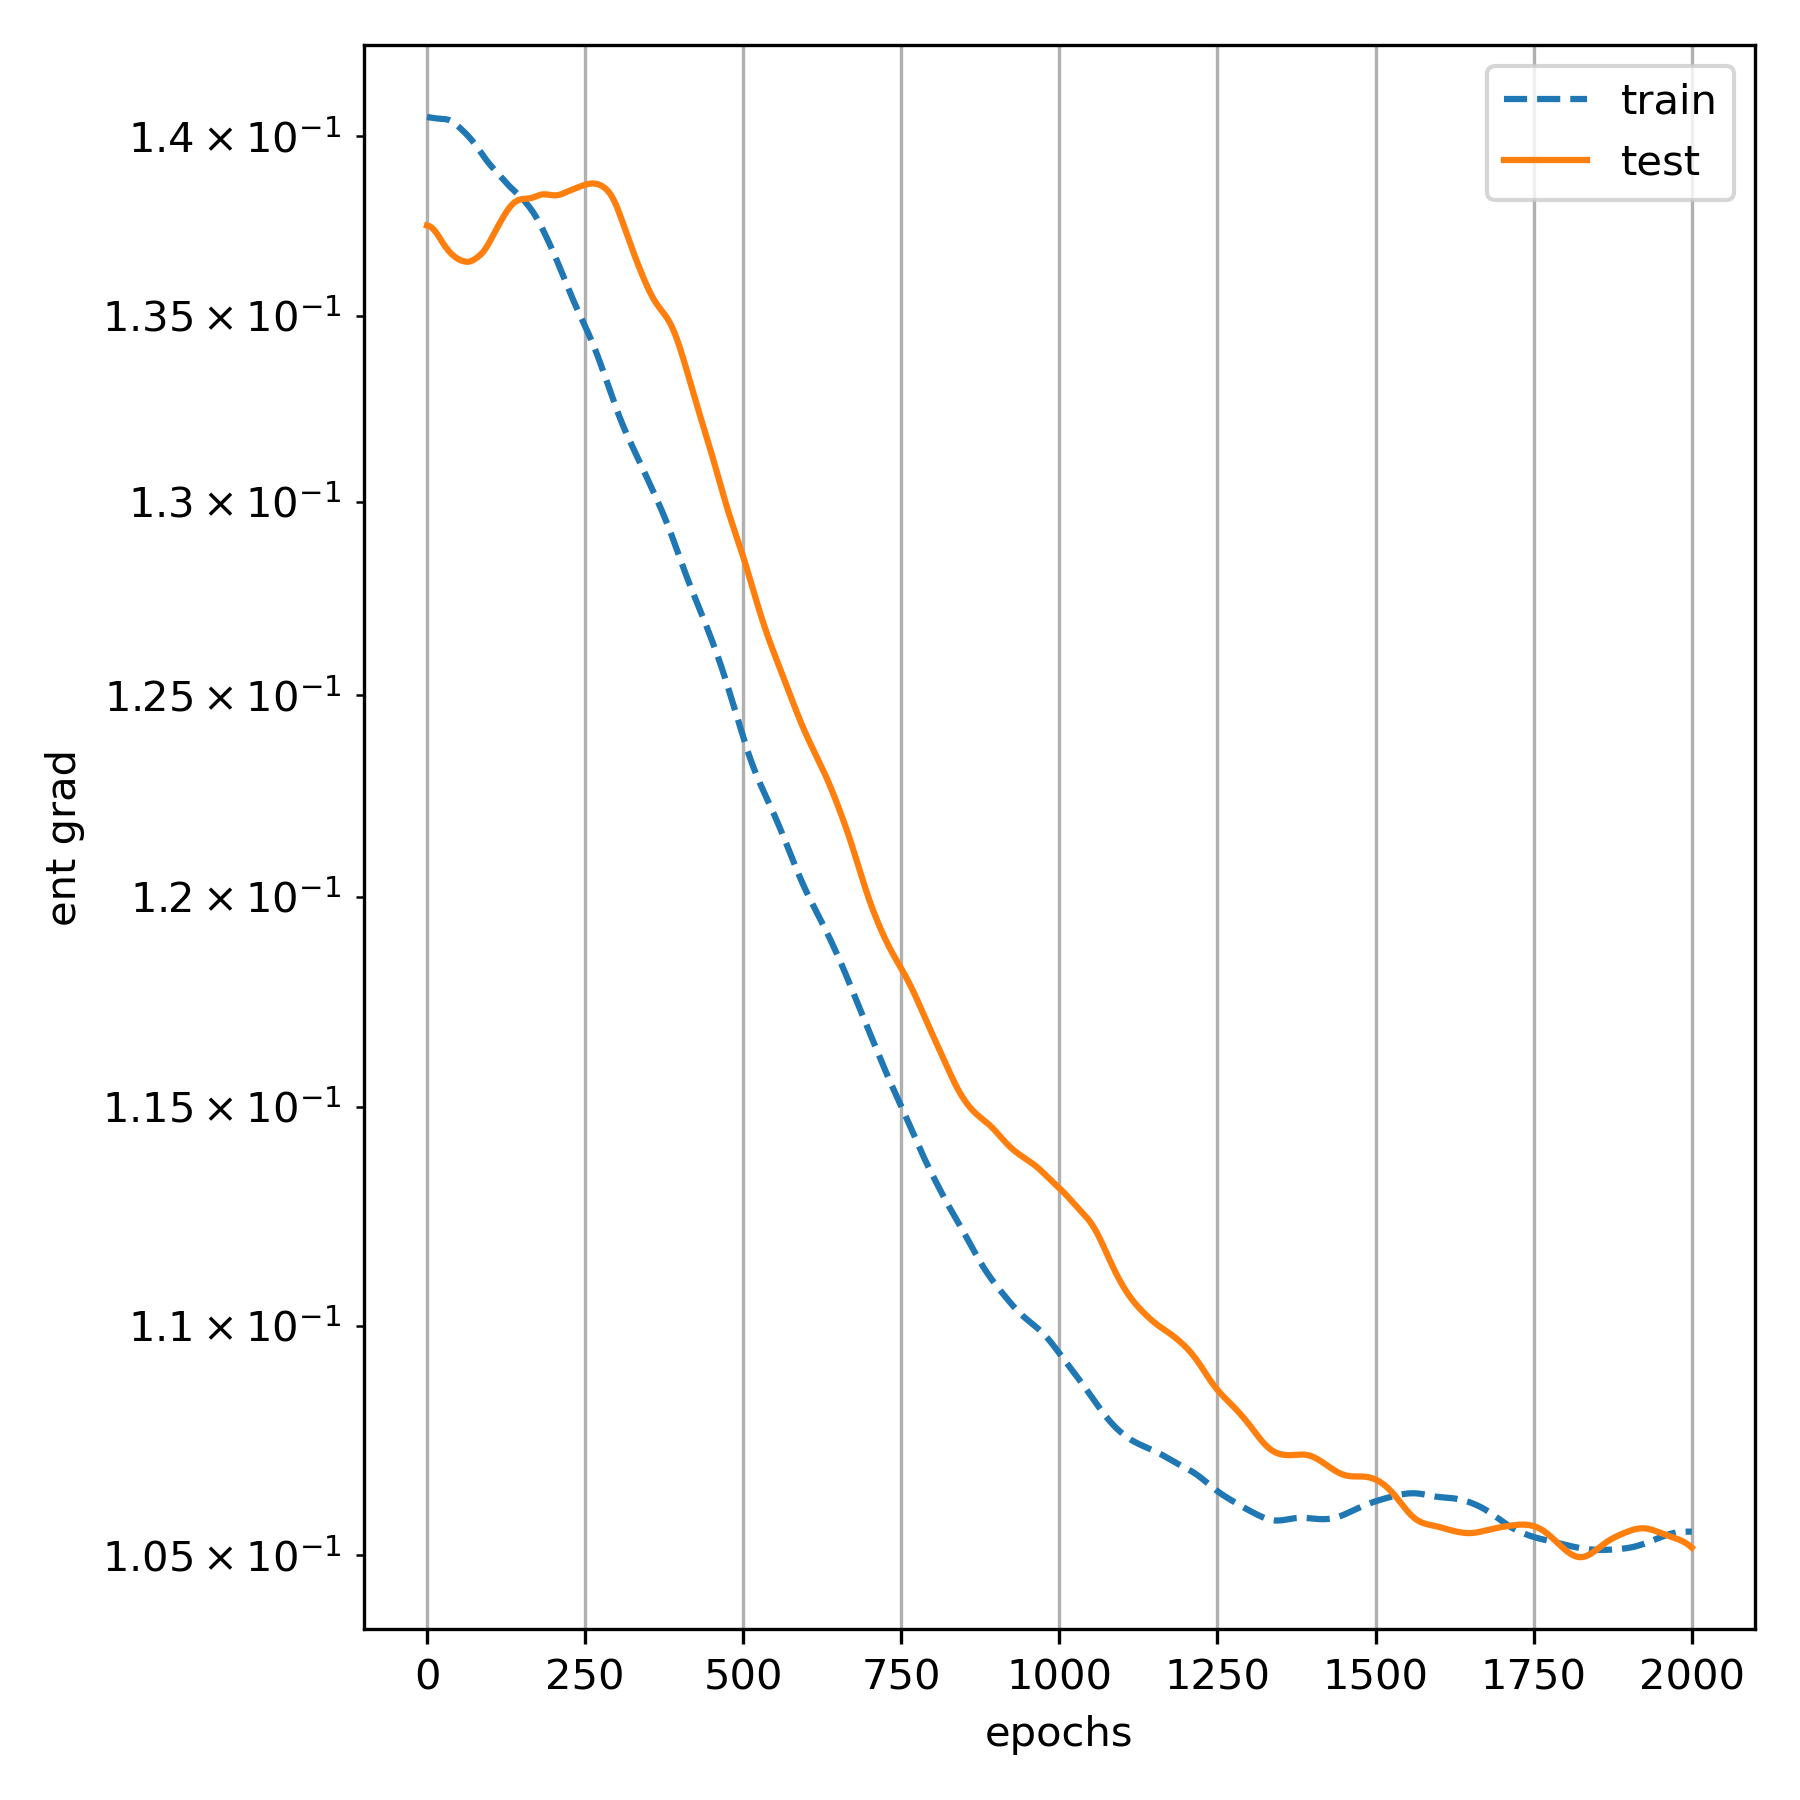 train
test
1.4 × 10⁻¹
1.35 × 10⁻¹
1.3 × 10⁻¹
1.25 × 10⁻¹
1.2 × 10⁻¹
1.15 × 10⁻¹
1.1 × 10⁻¹
1.05 × 10⁻¹
ent grad
0 250 500 750 1000 1250 1500 1750 2000
epochs